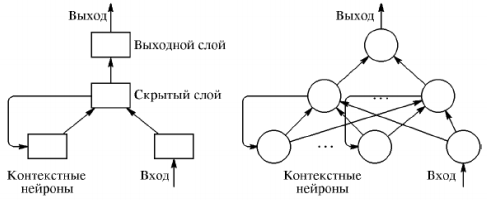 Выход
Выходной слой
Скрытый слой
Контекстные
нейроны
Вход
Выход
...
...
Контекстные
нейроны
Вход